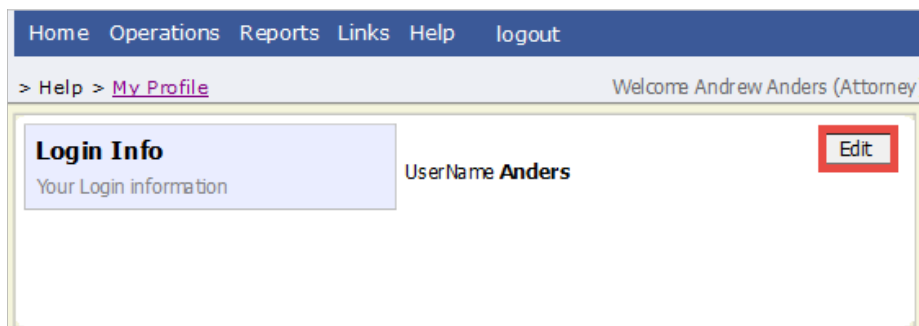 Home Operations Reports Links Help logout
> Help > My Profile Welcome Andrew Anders (Attorney
Login Info Edit
Your Login information UserName Anders